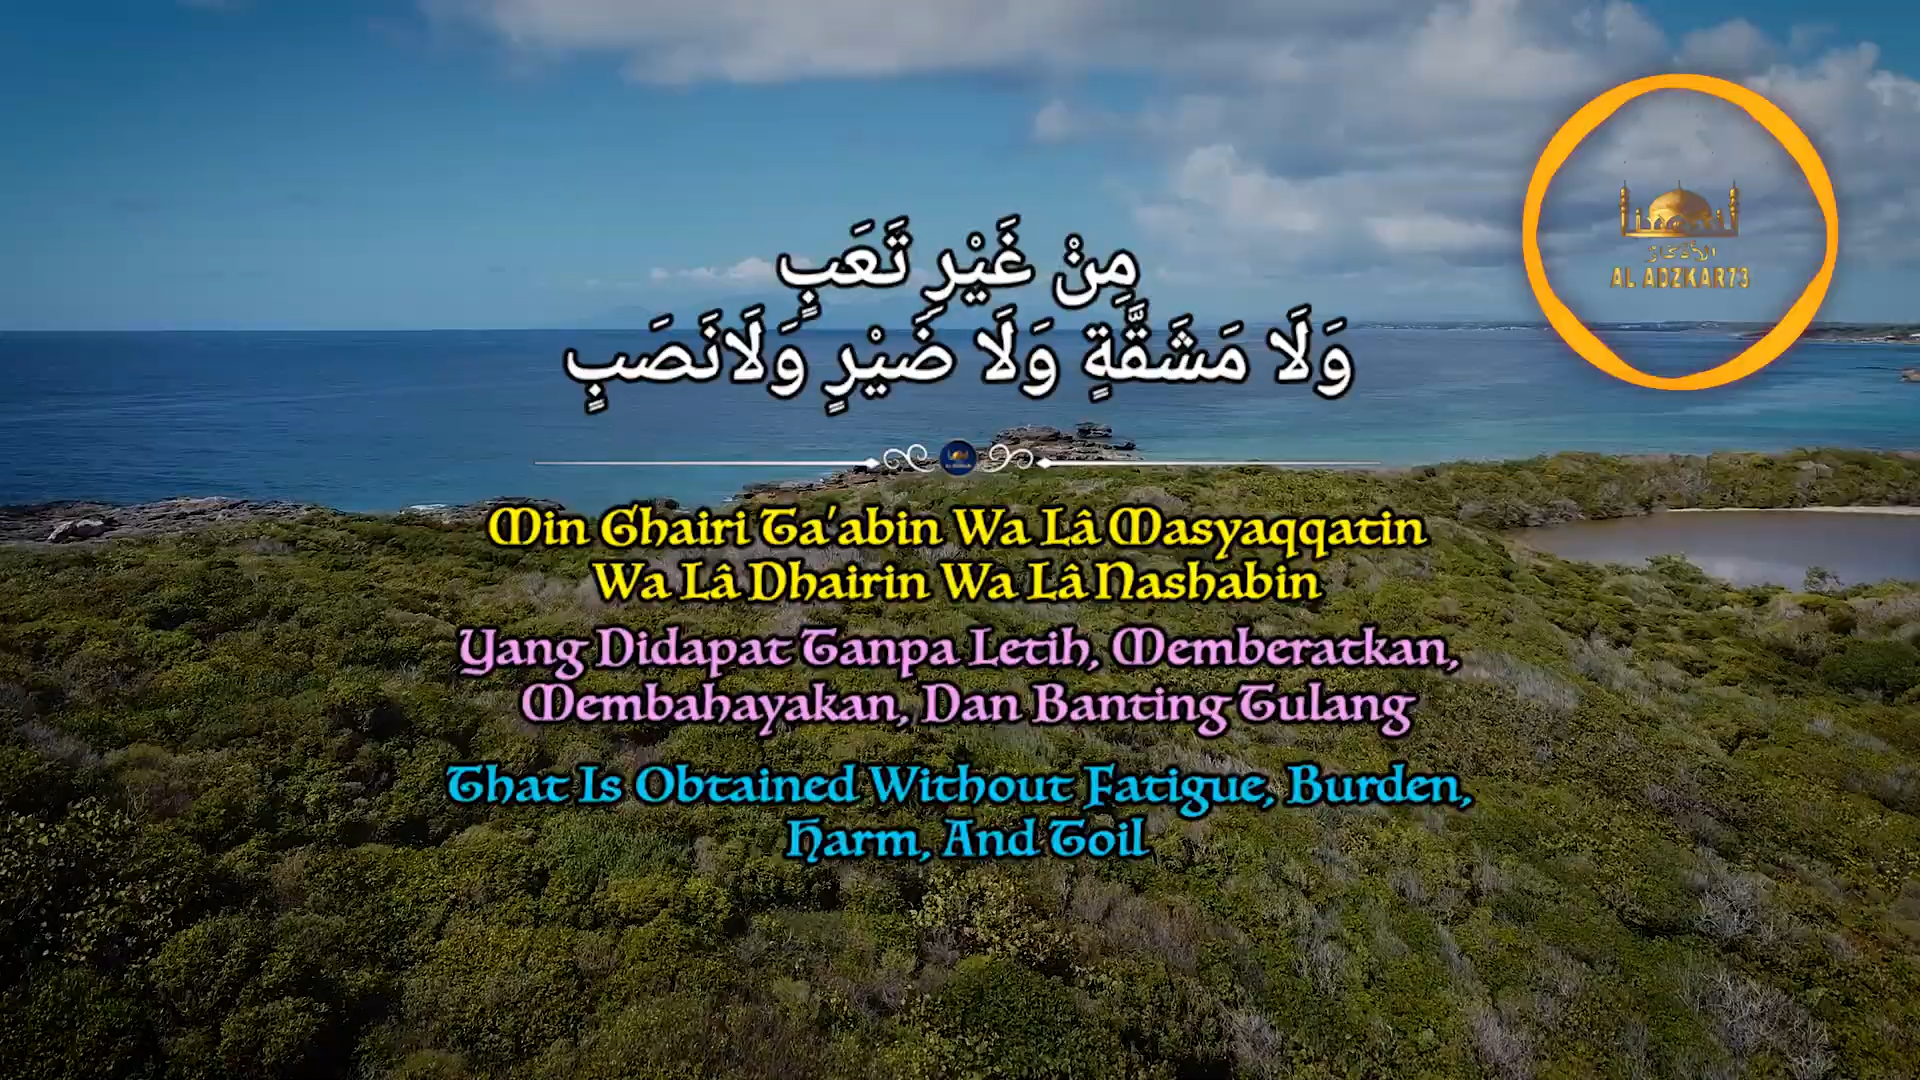 مِنْ غَيْرِ تَعَبٍ
وَلَا مَشَقَّةٍ وَلَا ضَيْرٍ وَلَانَصَبٍ
Min Ghairi Ta'abin Wa Lâ Masyaqqatin
Wa Lâ Dhairin Wa Lâ Nashabin
Yang Didapat Tanpa Letih, Memberatkan,
Membahayakan, Dan Banting Tulang
That Is Obtained Without Fatigue, Burden,
Harm, And Toil
الأذكار
AL ADZKAR73